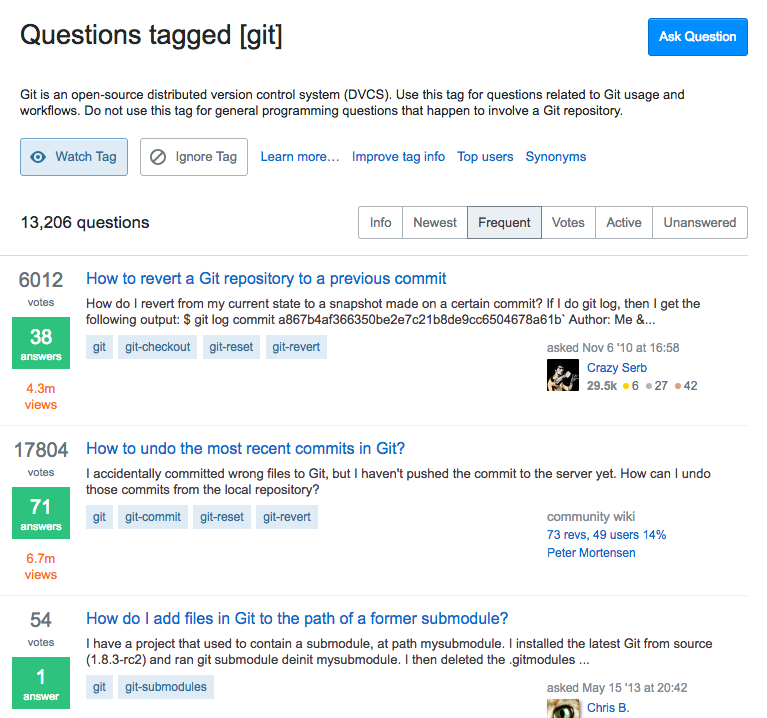 Questions tagged [git]
Ask Question
Git is an open-source distributed version control system (DVCS). Use this tag for questions related to Git usage and
workflows. Do not use this tag for general programming questions that happen to involve a Git repository.
Watch Tag
Ignore Tag
Learn more…
Improve tag info
Top users
Synonyms
13,206 questions
Info
Newest
Frequent
Votes
Active
Unanswered
6012
votes
38
answers
4.3m
views
How to revert a Git repository to a previous commit
How do I revert from my current state to a snapshot made on a certain commit? If I do git log, then I get the
following output: $ git log commit a867b4af366350be2e7c21b8de9cc6504678a61b` Author: Me &...
git
git-checkout
git-reset
git-revert
asked Nov 6 '10 at 16:58
Crazy Serb
29.5k 6 27 42
17804
votes
71
answers
6.7m
views
How to undo the most recent commits in Git?
I accidentally committed wrong files to Git, but I haven't pushed the commit to the server yet. How can I undo
those commits from the local repository?
git
git-commit
git-reset
git-revert
community wiki
73 revs, 49 users 14%
Peter Mortensen
54
votes
1
answer
How do I add files in Git to the path of a former submodule?
I have a project that used to contain a submodule, at path mysubmodule. I installed the latest Git from source
(1.8.3-rc2) and ran git submodule deinit mysubmodule. I then deleted the .gitmodules ...
git
git-submodules
asked May 15 '13 at 20:42
Chris B.